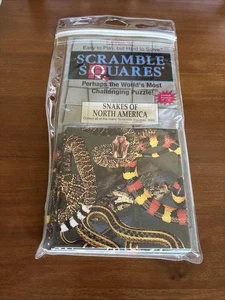 Easy to Play, but Hard to Solve
SCRAMBLE
SQUARES®
Perhaps the World's Most
Challenging Puzzle!
SNAKES OF
NORTH AMERICA